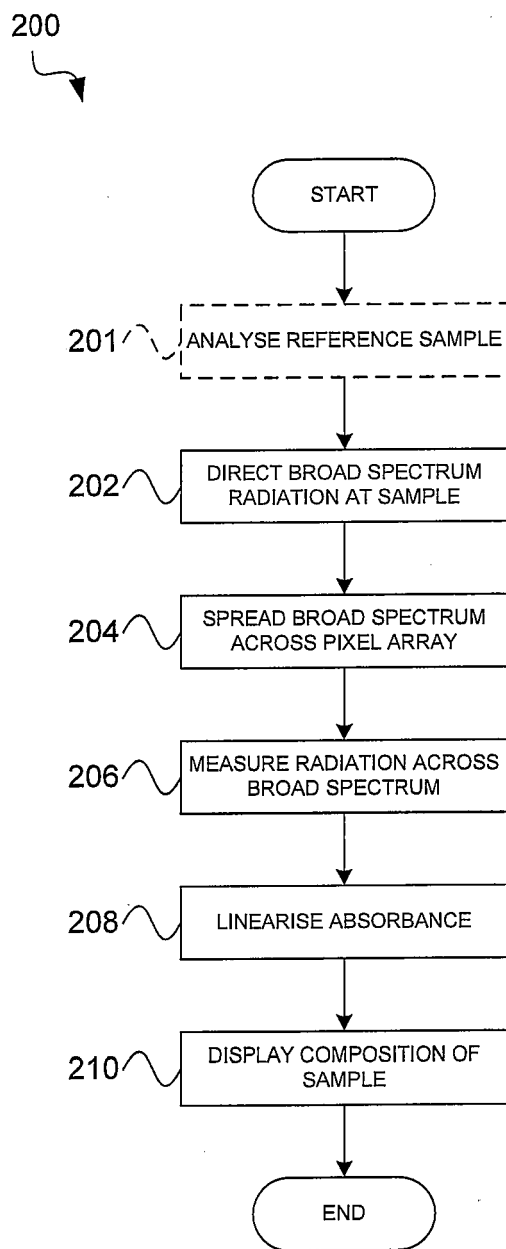 200
START
201
ANALYSE REFERENCE SAMPLE
202
DIRECT BROAD SPECTRUM
RADIATION AT SAMPLE
204
SPREAD BROAD SPECTRUM
ACROSS PIXEL ARRAY
206
MEASURE RADIATION ACROSS
BROAD SPECTRUM
208
LINEARISE ABSORBANCE
210
DISPLAY COMPOSITION OF
SAMPLE
END